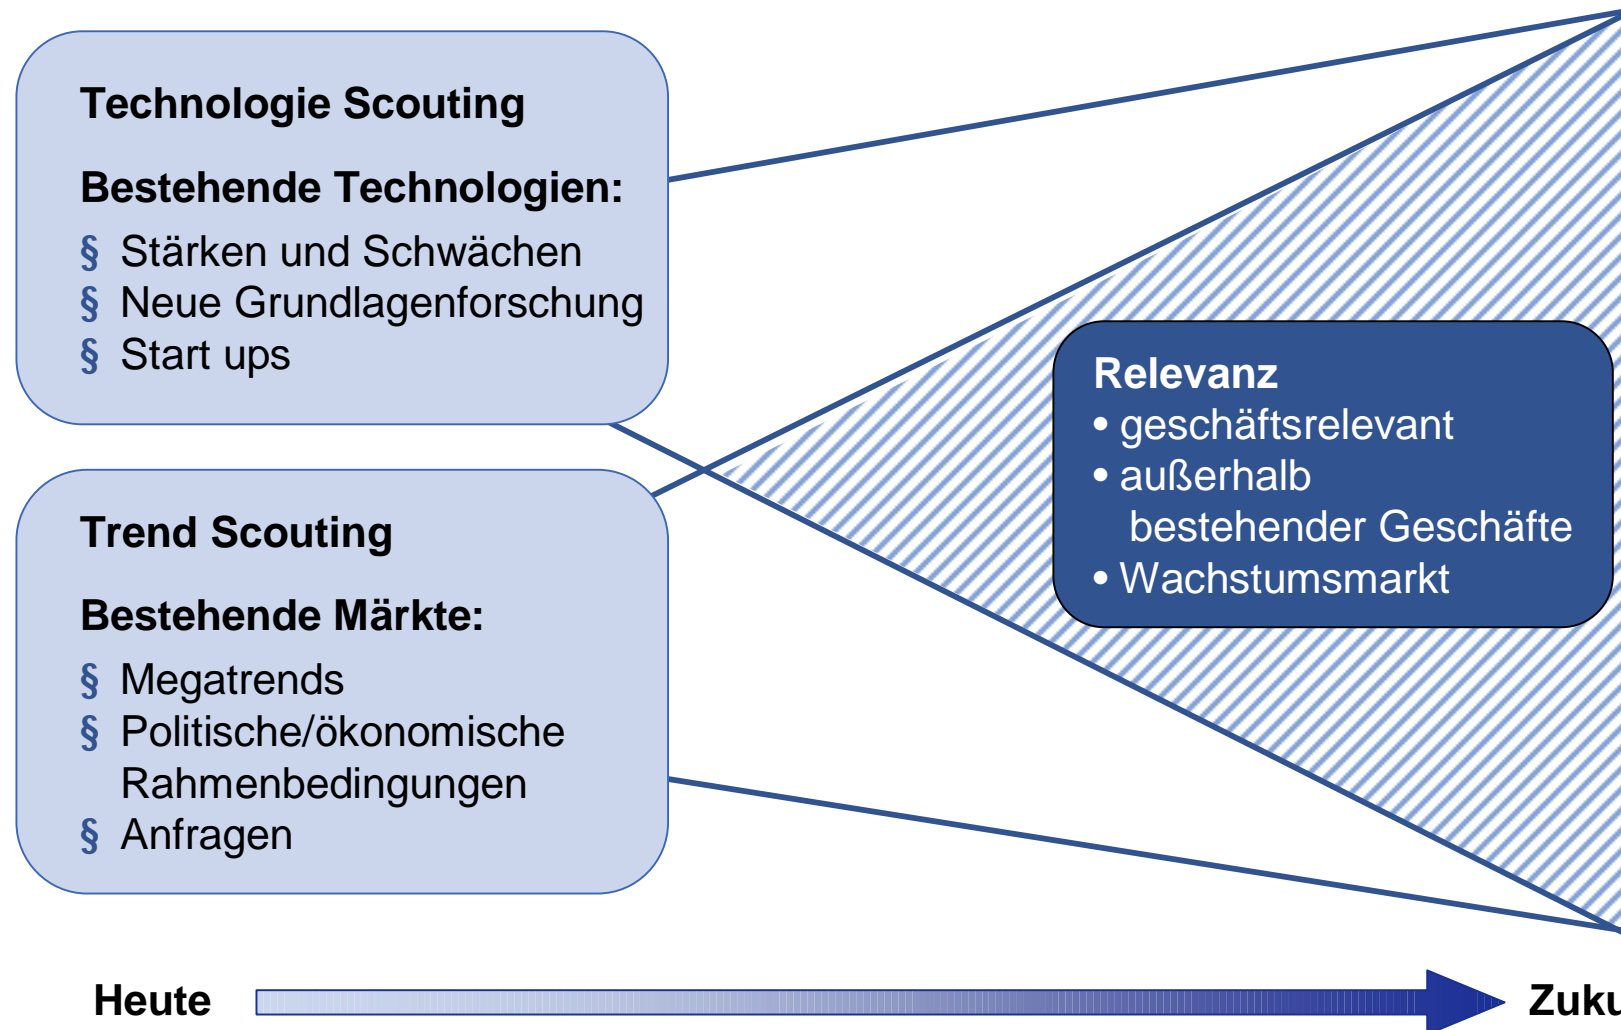 Technologie Scouting
Bestehende Technologien:
§ Stärken und Schwächen
§ Neue Grundlagenforschung
§ Start ups
Trend Scouting
Bestehende Märkte:
§ Megatrends
§ Politische/ökonomische
Rahmenbedingungen
§ Anfragen
Relevanz
• geschäftsrelevant
• außerhalb
bestehender Geschäfte
• Wachstumsmarkt
Heute